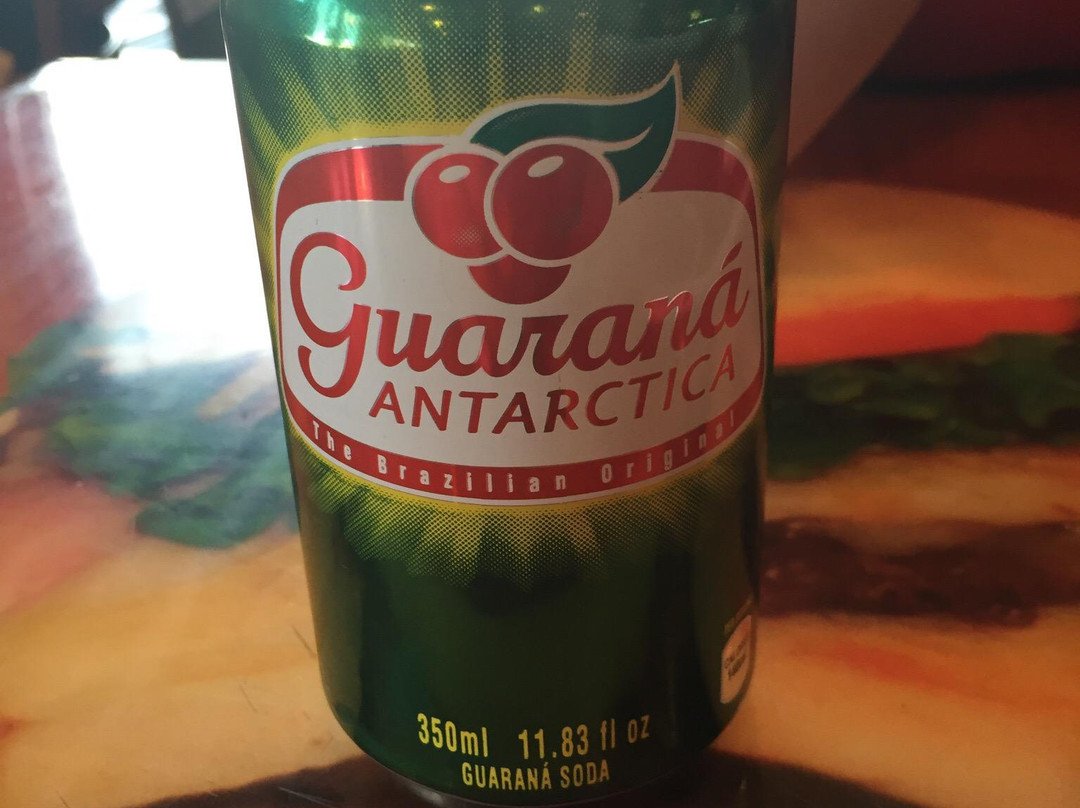 Guaraná
ANTARCTICA
The Brazilian Original
350ml 11.83 fl oz
GUARANÁ SODA